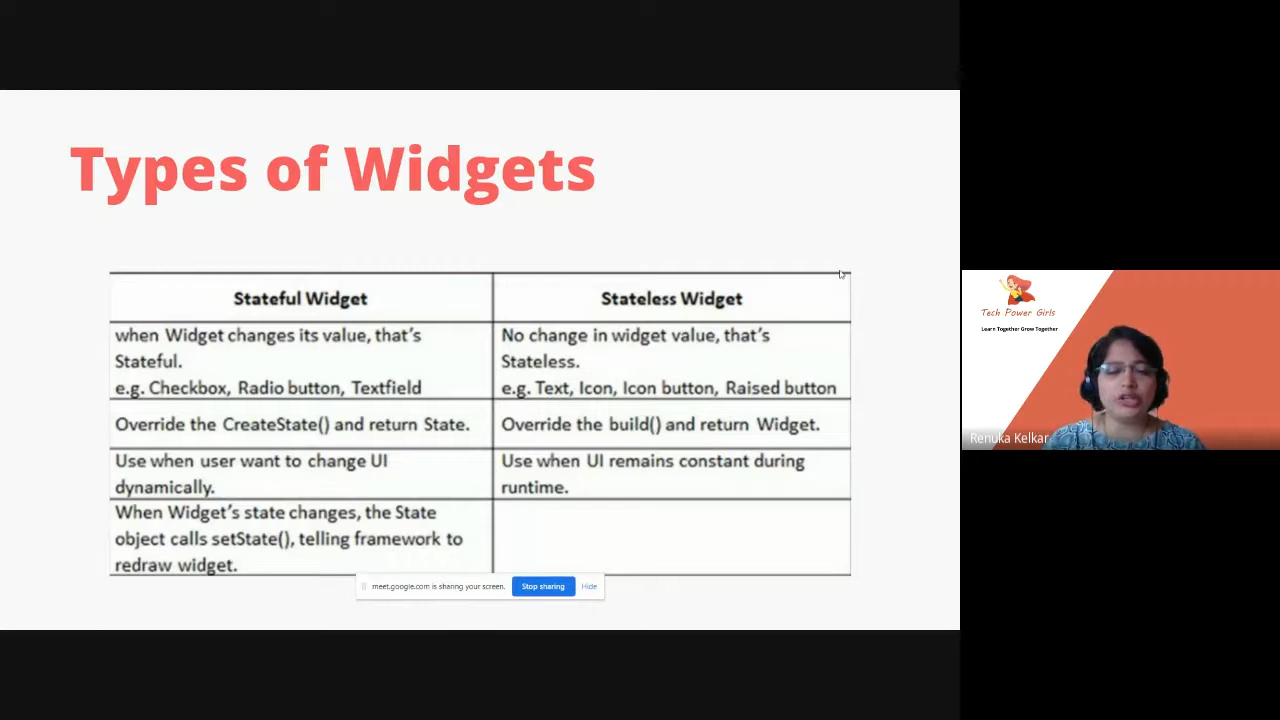 Types of Widgets
Stateful Widget
Stateless Widget
when Widget changes its value, that's
Stateful.
e.g. Checkbox, Radio button, Textfield
No change in widget value, that's
Stateless.
e.g. Text, Icon, Icon button, Raised button
Override the CreateState() and return State.
Override the build() and return Widget.
Use when user want to change UI
dynamically.
Use when UI remains constant during
runtime.
When Widget's state changes, the State
object calls setState(), telling framework to
redraw widget.
meet.google.com is sharing your screen.
Stop sharing
Hide
Tech Power Girls
Learn Together Grow Together
Renuka Kelkar